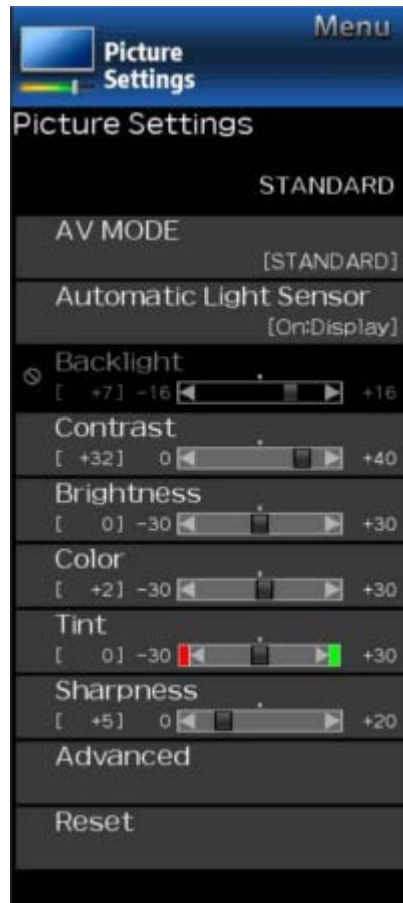 Menu
Picture
Settings
Picture Settings
STANDARD
AV MODE
[STANDARD]
Automatic Light Sensor
[On:Display]
Backlight
[ +7] -16 +16
Contrast
[ +32] 0 +40
Brightness
[ 0] -30 +30
Color
[ +2] -30 +30
Tint
[ 0] -30 +30
Sharpness
[ +5] 0 +20
Advanced
Reset